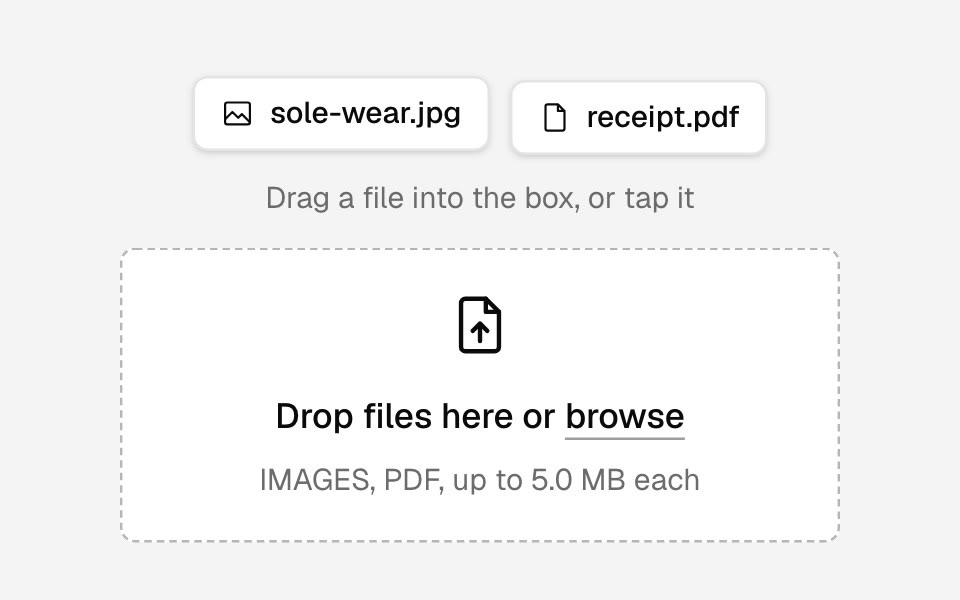 sole-wear.jpg
receipt.pdf
Drag a file into the box, or tap it
Drop files here or browse
IMAGES, PDF, up to 5.0 MB each